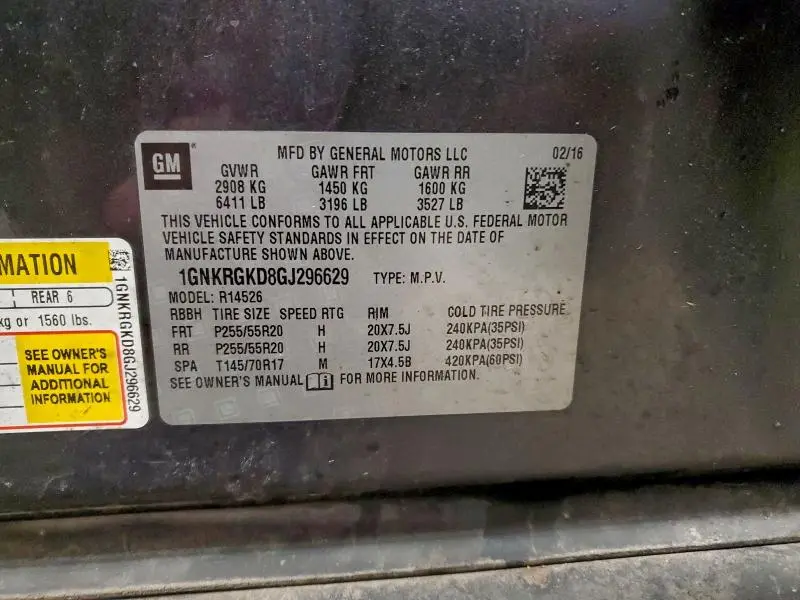 GM
MFD BY GENERAL MOTORS LLC 02/16
GVWR GAWR FRT GAWR RR
2908 KG 1450 KG 1600 KG
6411 LB 3196 LB 3527 LB
THIS VEHICLE CONFORMS TO ALL APPLICABLE U.S. FEDERAL MOTOR
VEHICLE SAFETY STANDARDS IN EFFECT ON THE DATE OF
MANUFACTURE SHOWN ABOVE.
1GNKRGKD8GJ296629 TYPE: M.P.V.
MODEL: R14526
RBBH TIRE SIZE SPEED RTG RIM COLD TIRE PRESSURE
FRT P255/55R20 H 20X7.5J 240KPA(35PSI)
RR P255/55R20 H 20X7.5J 240KPA(35PSI)
SPA T145/70R17 M 17X4.5B 420KPA(60PSI)
SEE OWNER'S MANUAL FOR MORE INFORMATION.
MATION
REAR 6
kg or 1560 lbs.
SEE OWNER'S
MANUAL FOR
ADDITIONAL
INFORMATION
1GNKRGKD8GJ296629